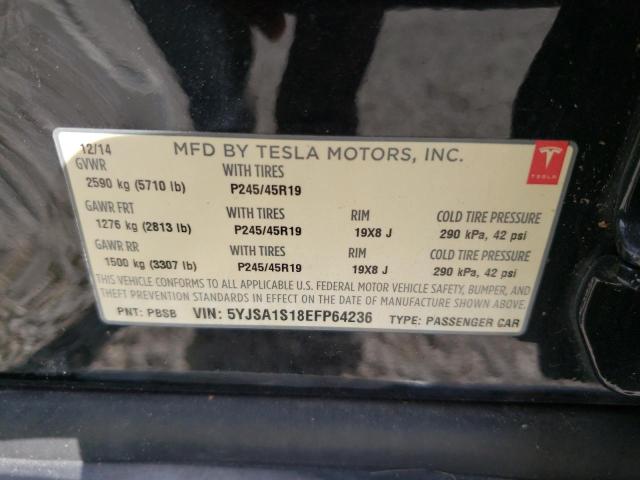 12/14 MFD BY TESLA MOTORS, INC.
GVWR WITH TIRES
2590 kg (5710 lb) P245/45R19
GAWR FRT WITH TIRES RIM COLD TIRE PRESSURE
1276 kg (2813 lb) P245/45R19 19X8 J 290 kPa, 42 psi
GAWR RR WITH TIRES RIM COLD TIRE PRESSURE
1500 kg (3307 lb) P245/45R19 19X8 J 290 kPa, 42 psi
THIS VEHICLE CONFORMS TO ALL APPLICABLE U.S. FEDERAL MOTOR VEHICLE SAFETY, BUMPER, AND
THEFT PREVENTION STANDARDS IN EFFECT ON THE DATE OF MANUFACTURE SHOWN ABOVE.
PNT: PBSB VIN: 5YJSA1S18EFP64236 TYPE: PASSENGER CAR
TESLA